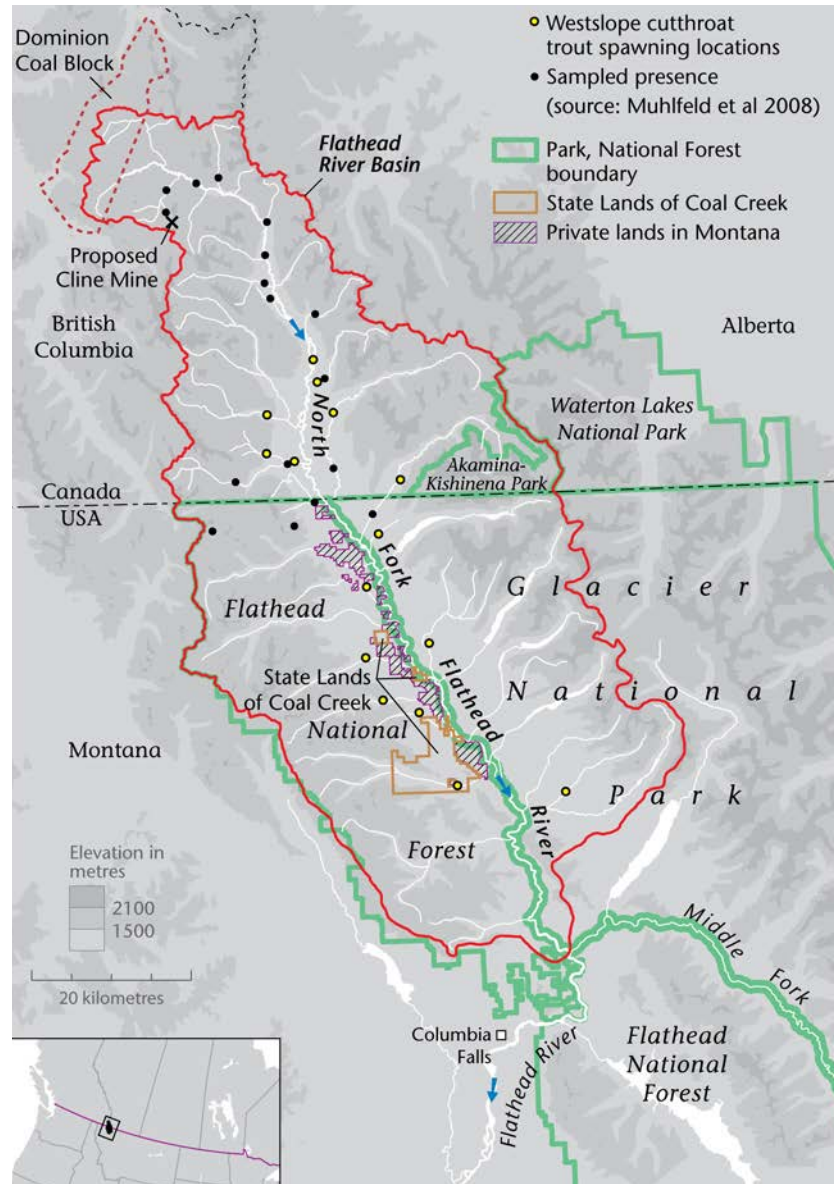 Dominion
Coal Block
Westslope cutthroat
trout spawning locations
Sampled presence
(source: Muhlfeld et al 2008)
Flathead
River Basin
Park, National Forest
boundary
State Lands of Coal Creek
Private lands in Montana
Proposed
Cline Mine
British
Columbia
Alberta
North
Waterton Lakes
National Park
Akamina-
Kishinena Park
Canada
USA
Fork
Glacier
Flathead
State Lands
of Coal Creek
Flathead
National
National
Montana
Park
River
Forest
Elevation in
metres
2100
1500
20 kilometres
Middle
Fork
Columbia
Falls
Flathead River
Flathead
National
Forest